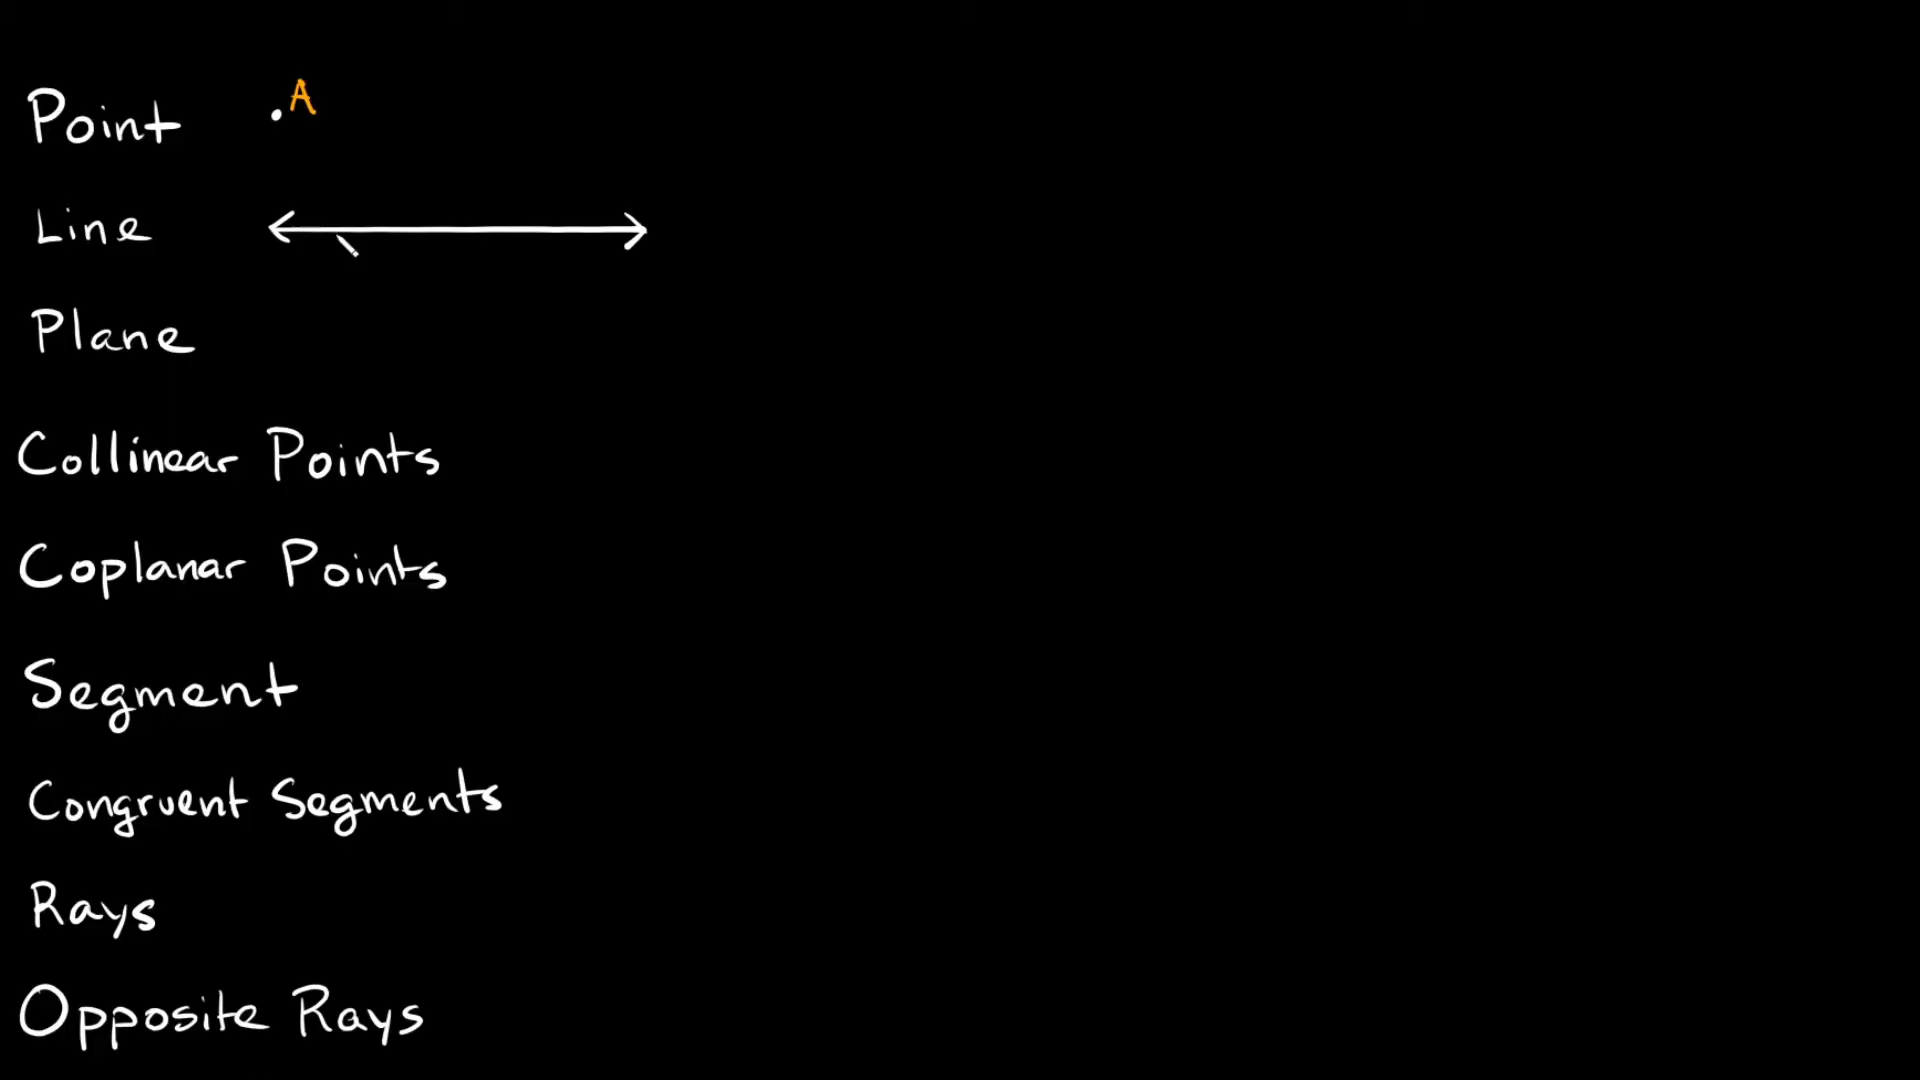 Point A
Line
Plane
Collinear Points
Coplanar Points
Segment
Congruent Segments
Rays
Opposite Rays